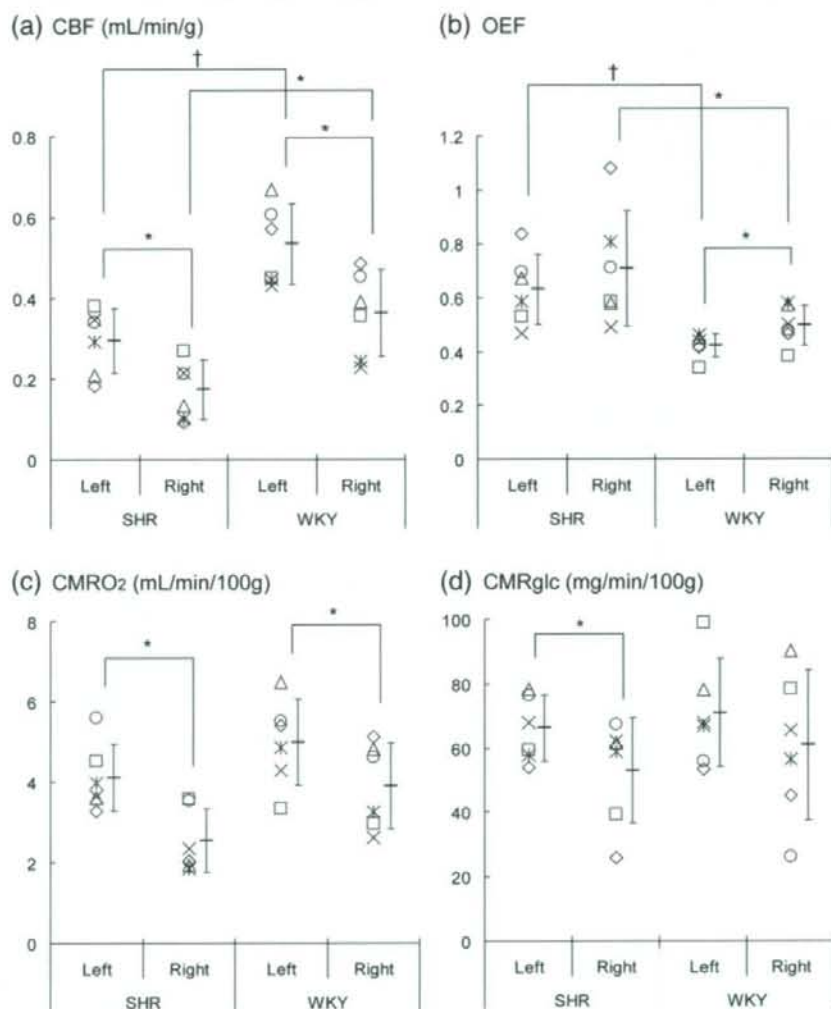 (a) CBF (mL/min/g)
†
*
*
*
0.8
0.6
0.4
0.2
0
Left Right Left Right
SHR WKY
(b) OEF
†
*
*
1.2
1
0.8
0.6
0.4
0.2
0
Left Right Left Right
SHR WKY
(c) CMRO₂ (mL/min/100g)
*
*
8
6
4
2
0
Left Right Left Right
SHR WKY
(d) CMRglc (mg/min/100g)
*
100
80
60
40
20
0
Left Right Left Right
SHR WKY